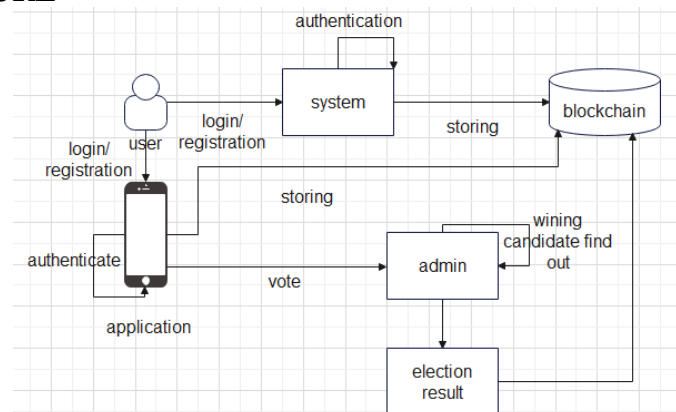 authentication
system
blockchain
login/
registration
storing
user
login/
registration
storing
wining
candidate find
out
authenticate
admin
vote
application
election
result